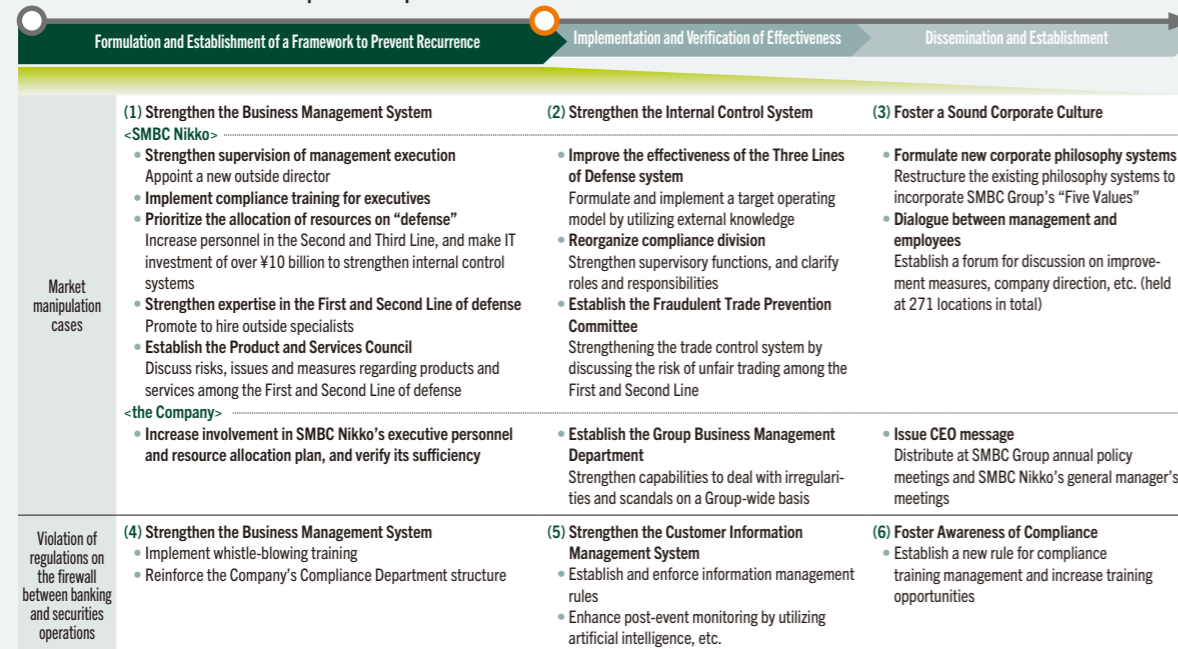 Formulation and Establishment of a Framework to Prevent Recurrence
Implementation and Verification of Effectiveness
Dissemination and Establishment
Market
manipulation
cases
(1) Strengthen the Business Management System
<SMBC Nikko>
• Strengthen supervision of management execution
Appoint a new outside director
• Implement compliance training for executives
• Prioritize the allocation of resources on “defense”
Increase personnel in the Second and Third Line, and make IT
investment of over ¥10 billion to strengthen internal control
systems
• Strengthen expertise in the First and Second Line of defense
Promote to hire outside specialists
• Establish the Product and Services Council
Discuss risks, issues and measures regarding products and
services among the First and Second Line of defense
<the Company>
• Increase involvement in SMBC Nikko’s executive personnel
and resource allocation plan, and verify its sufficiency
(2) Strengthen the Internal Control System
• Improve the effectiveness of the Three Lines
of Defense system
Formulate and implement a target operating
model by utilizing external knowledge
• Reorganize compliance division
Strengthen supervisory functions, and clarify
roles and responsibilities
• Establish the Fraudulent Trade Prevention
Committee
Strengthening the trade control system by
discussing the risk of unfair trading among the
First and Second Line
• Establish the Group Business Management
Department
Strengthen capabilities to deal with irregulari-
ties and scandals on a Group-wide basis
(3) Foster a Sound Corporate Culture
• Formulate new corporate philosophy systems
Restructure the existing philosophy systems to
incorporate SMBC Group’s “Five Values”
• Dialogue between management and
employees
Establish a forum for discussion on improve-
ment measures, company direction, etc. (held
at 271 locations in total)
• Issue CEO message
Distribute at SMBC Group annual policy
meetings and SMBC Nikko’s general manager’s
meetings
Violation of
regulations on
the firewall
between banking
and securities
operations
(4) Strengthen the Business Management System
• Implement whistle-blowing training
• Reinforce the Company’s Compliance Department structure
(5) Strengthen the Customer Information
Management System
• Establish and enforce information management
rules
• Enhance post-event monitoring by utilizing
artificial intelligence, etc.
(6) Foster Awareness of Compliance
• Establish a new rule for compliance
training management and increase training
opportunities